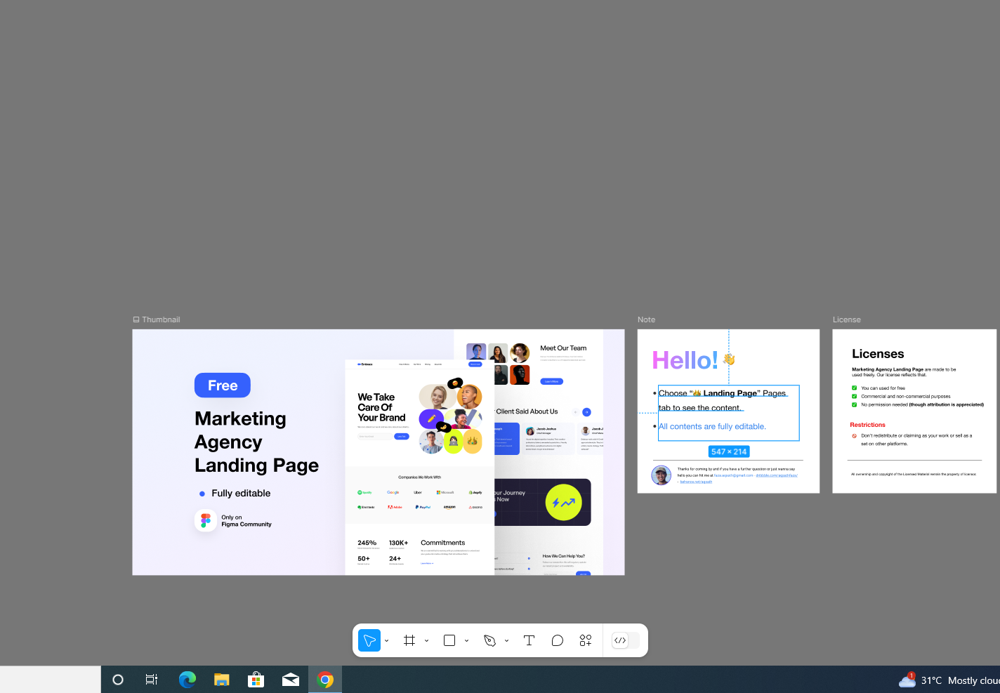 Thumbnail
Free
Marketing
Agency
Landing Page
Fully editable
Only on
Figma Community
Embrace
We Take
Care Of
Your Brand
Companies We Work With
Spotify
Google
Uber
Microsoft
shopify
Evernote
Adobe
PayPal
amazon
asana
245%
130K+
50+
24+
Commitments
Learn More
Meet Our Team
Learn More
Client Said About Us
Jacob Joshua
our Journey
s Now
How We Can Help You?
Note
Hello!👋
• Choose “👑 Landing Page” Pages
tab to see the content.
• All contents are fully editable.
547 × 214
Thanks for coming by and if you have a further question or just wanna say
License
Licenses
Marketing Agency Landing Page are made to be
used freely. Our license reflects that.
✅ You can used for free
✅ Commercial and non-commercial purposes
✅ No permission needed (though attribution is appreciated)
Restrictions
🚫 Don't redistribute or claiming as your work or sell as a
set on other platforms.
All ownership and copyright of the Licensed Material remain the property of licensor.
1
31°C Mostly clou